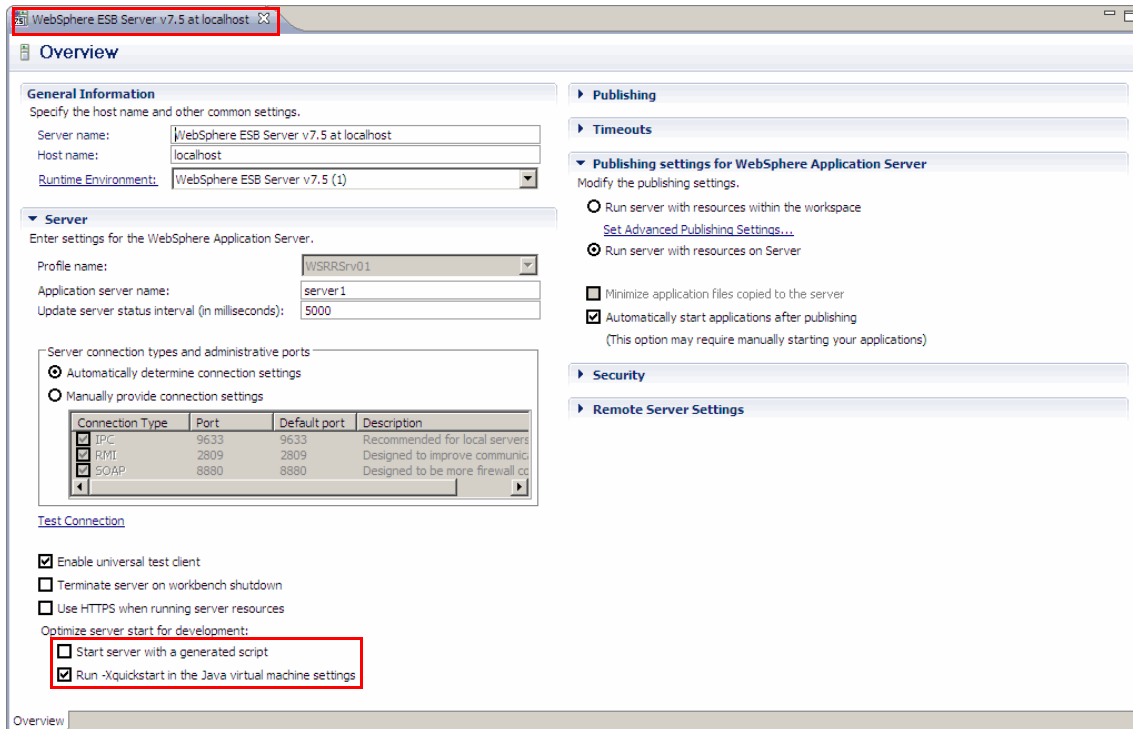 WebSphere ESB Server v7.5 at localhost
Overview
General Information
Specify the host name and other common settings.
Server name: WebSphere ESB Server v7.5 at localhost
Host name: localhost
Runtime Environment: WebSphere ESB Server v7.5 (1)
Server
Enter settings for the WebSphere Application Server.
Profile name: WSRRSrv01
Application server name: server1
Update server status interval (in milliseconds): 5000
Server connection types and administrative ports
Automatically determine connection settings
Manually provide connection settings
Connection Type Port Default port Description
IPC 9633 9633 Recommended for local servers
RMI 2809 2809 Designed to improve communica
SOAP 8880 8880 Designed to be more firewall co
Test Connection
Enable universal test client
Terminate server on workbench shutdown
Use HTTPS when running server resources
Optimize server start for development:
Start server with a generated script
Run -Xquickstart in the Java virtual machine settings
Publishing
Timeouts
Publishing settings for WebSphere Application Server
Modify the publishing settings.
Run server with resources within the workspace
Set Advanced Publishing Settings...
Run server with resources on Server
Minimize application files copied to the server
Automatically start applications after publishing
(This option may require manually starting your applications)
Security
Remote Server Settings
Overview